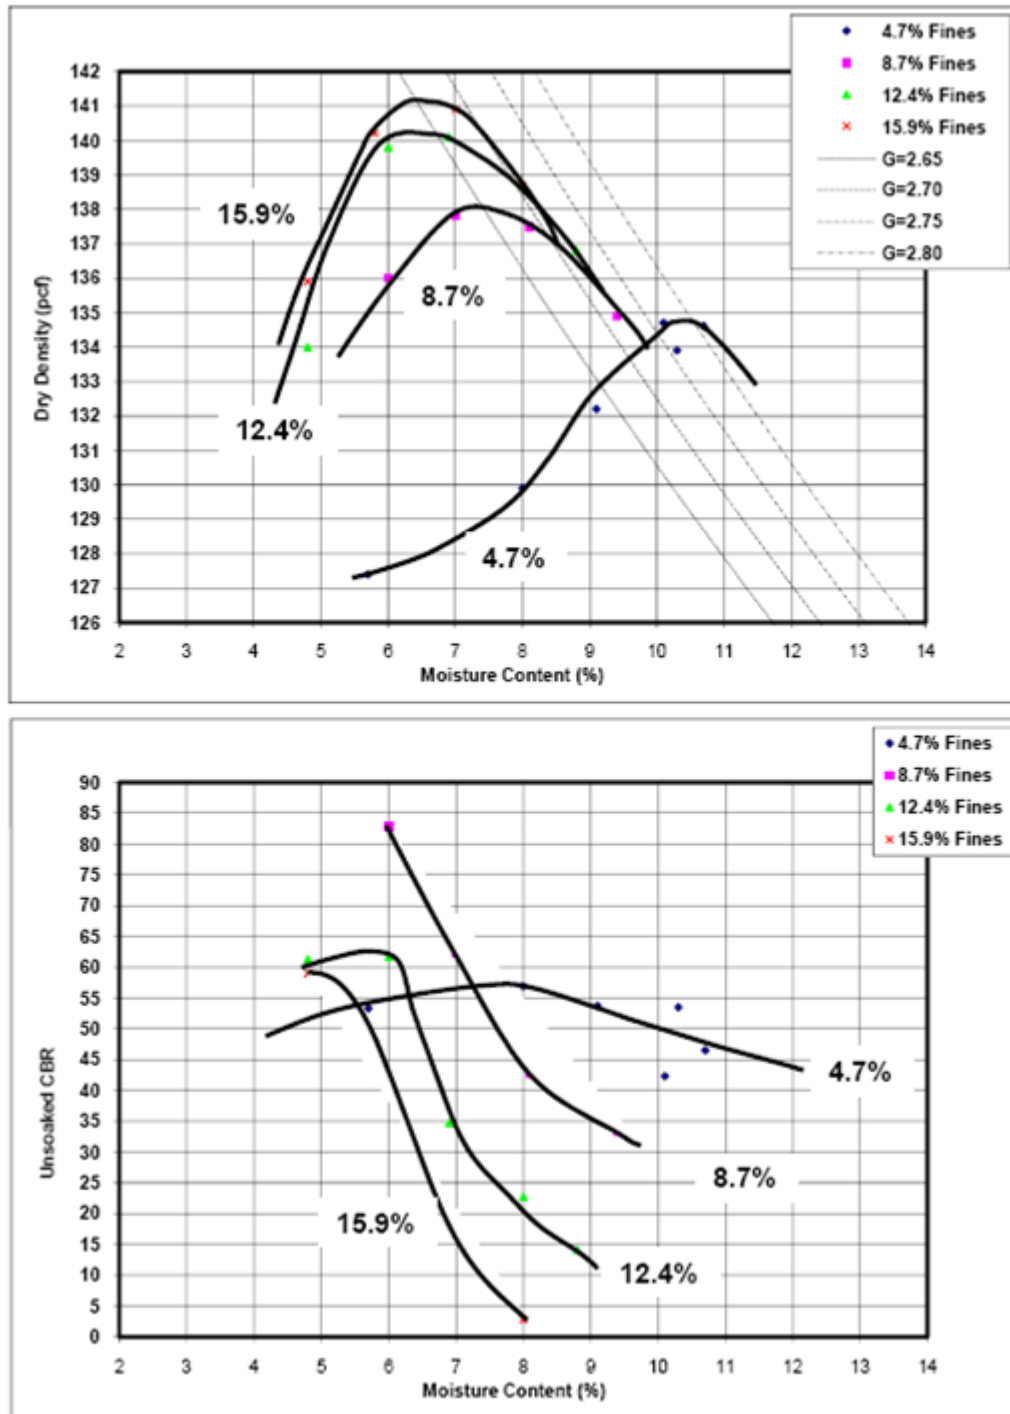 4.7% Fines
8.7% Fines
12.4% Fines
15.9% Fines
G=2.65
G=2.70
G=2.75
G=2.80
142
141
140
139
138
137
136
135
134
133
132
131
130
129
128
127
126
Dry Density (pcf)
15.9%
8.7%
12.4%
4.7%
2 3 4 5 6 7 8 9 10 11 12 13 14
Moisture Content (%)
4.7% Fines
8.7% Fines
12.4% Fines
15.9% Fines
90
85
80
75
70
65
60
55
50
45
40
35
30
25
20
15
10
5
0
Unsoaked CBR
4.7%
8.7%
15.9%
12.4%
2 3 4 5 6 7 8 9 10 11 12 13 14
Moisture Content (%)